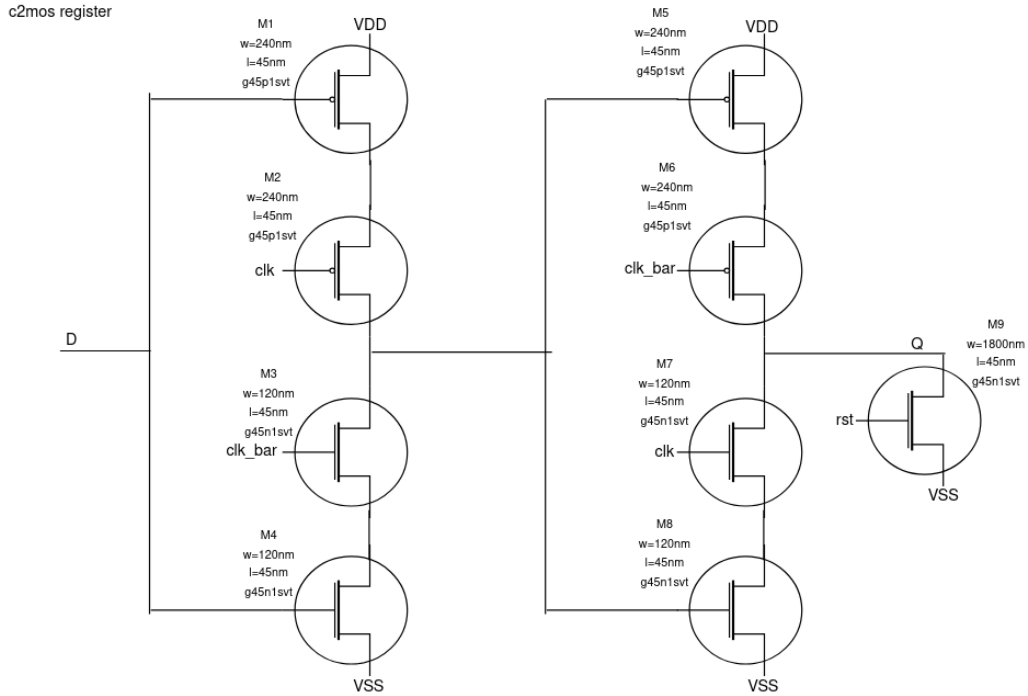 c2mos register
M1
w=240nm
l=45nm
g45p1svt
VDD
M5
w=240nm
l=45nm
g45p1svt
VDD
M2
w=240nm
l=45nm
g45p1svt
clk
M6
w=240nm
l=45nm
g45p1svt
clk_bar
D
M3
w=120nm
l=45nm
g45n1svt
clk_bar
M7
w=120nm
l=45nm
g45n1svt
clk
Q
M9
w=1800nm
l=45nm
g45n1svt
rst
VSS
M4
w=120nm
l=45nm
g45n1svt
VSS
M8
w=120nm
l=45nm
g45n1svt
VSS